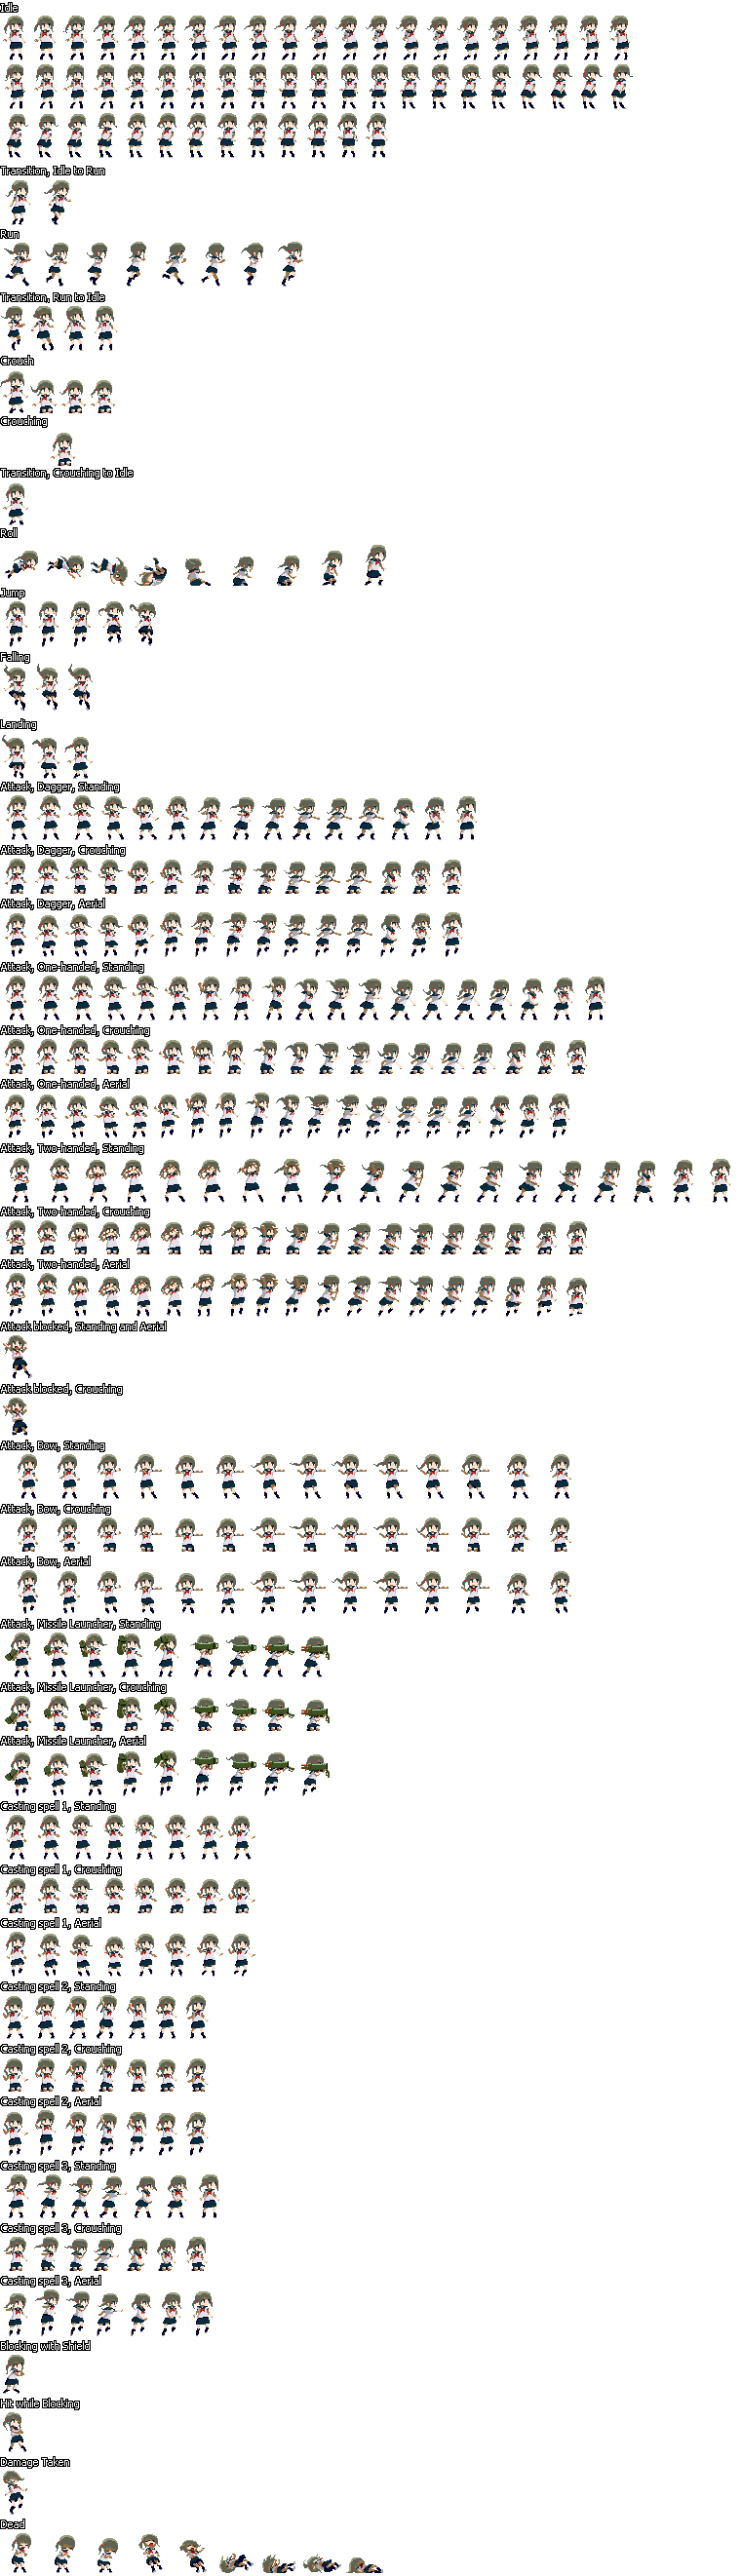 Idle
Transition, Idle to Run
Run
Transition, Run to Idle
Crouch
Crouching
Transition, Crouching to Idle
Roll
Jump
Falling
Landing
Attack, Dagger, Standing
Attack, Dagger, Crouching
Attack, Dagger, Aerial
Attack, One-handed, Standing
Attack, One-handed, Crouching
Attack, One-handed, Aerial
Attack, Two-handed, Standing
Attack, Two-handed, Crouching
Attack, Two-handed, Aerial
Attack blocked, Standing and Aerial
Attack blocked, Crouching
Attack, Bow, Standing
Attack, Bow, Crouching
Attack, Bow, Aerial
Attack, Missile Launcher, Standing
Attack, Missile Launcher, Crouching
Attack, Missile Launcher, Aerial
Casting spell 1, Standing
Casting spell 1, Crouching
Casting spell 1, Aerial
Casting spell 2, Standing
Casting spell 2, Crouching
Casting spell 2, Aerial
Casting spell 3, Standing
Casting spell 3, Crouching
Casting spell 3, Aerial
Blocking with Shield
Hit while Blocking
Damage Taken
Dead